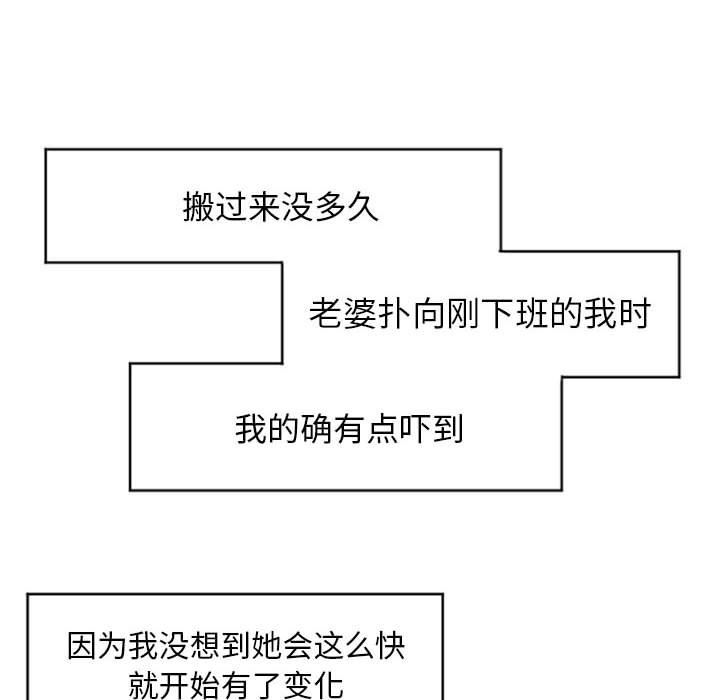 搬过来没多久
老婆扑向刚下班的我时
我的确有点吓到
因为我没想到她会这么快
就开始有了变化